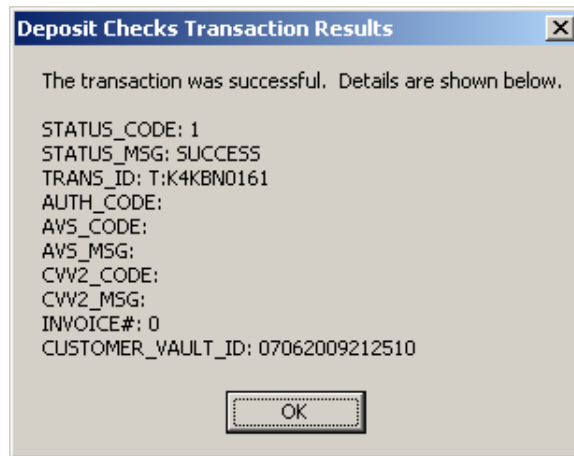 Deposit Checks Transaction Results
The transaction was successful. Details are shown below.
STATUS_CODE: 1
STATUS_MSG: SUCCESS
TRANS_ID: T:K4KBN0161
AUTH_CODE:
AVS_CODE:
AVS_MSG:
CVV2_CODE:
CVV2_MSG:
INVOICE#: 0
CUSTOMER_VAULT_ID: 07062009212510
OK